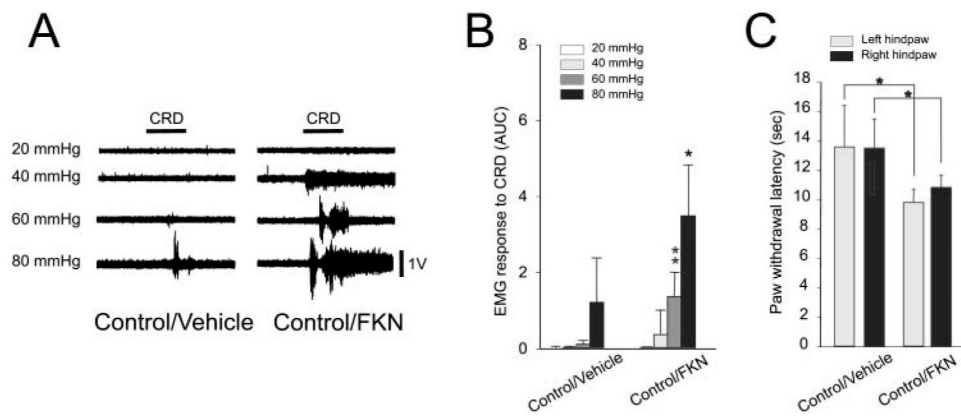 A
CRD
CRD
20 mmHg
40 mmHg
60 mmHg
80 mmHg
1V
Control/Vehicle
Control/FKN
B
20 mmHg
40 mmHg
60 mmHg
80 mmHg
EMG response to CRD (AUC)
8
6
4
2
0
*
**
Control/Vehicle
Control/FKN
C
Left hindpaw
Right hindpaw
Paw withdrawal latency (sec)
18
16
14
12
10
8
6
4
2
0
*
*
Control/Vehicle
Control/FKN